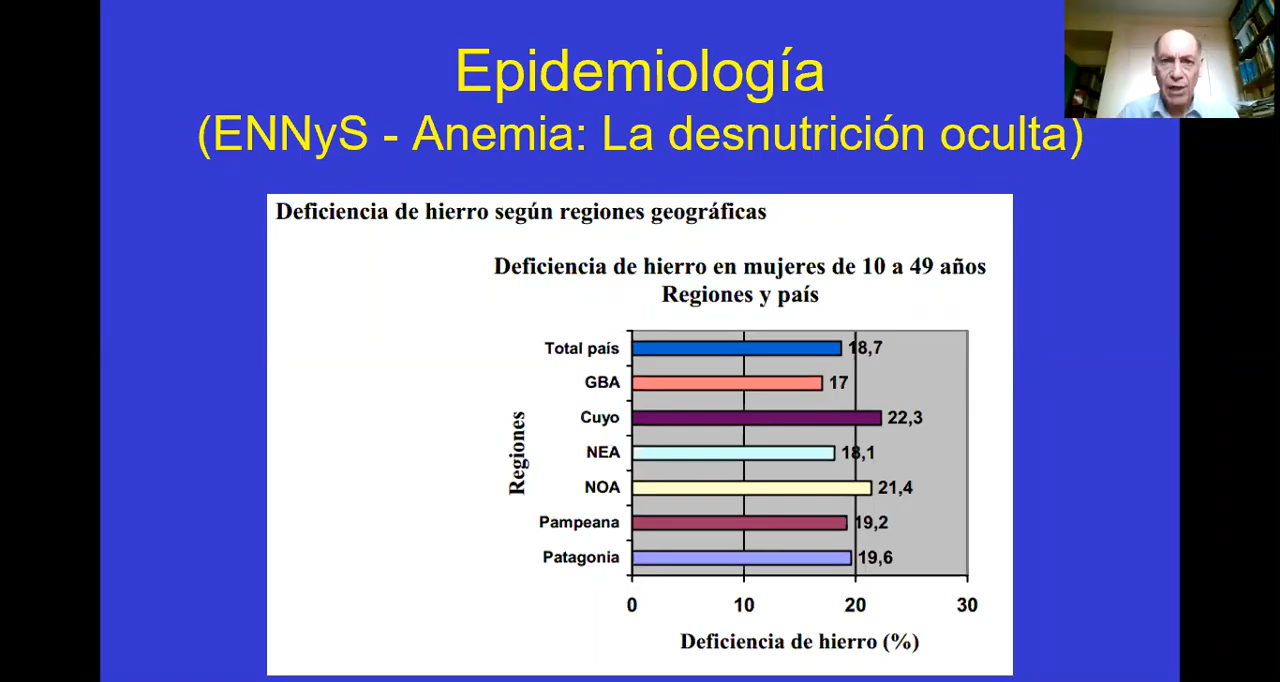 Epidemiología
(ENNyS - Anemia: La desnutrición oculta)
Deficiencia de hierro según regiones geográficas
Deficiencia de hierro en mujeres de 10 a 49 años
Regiones y país
Regiones
Total país 18,7
GBA 17
Cuyo 22,3
NEA 18,1
NOA 21,4
Pampeana 19,2
Patagonia 19,6
0 10 20 30
Deficiencia de hierro (%)